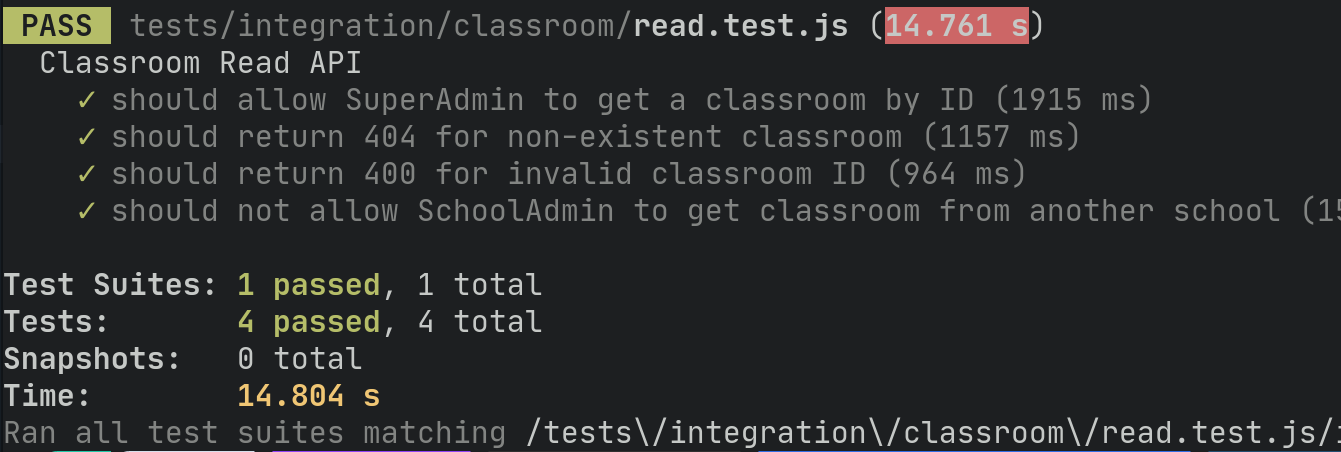 PASS tests/integration/classroom/read.test.js (14.761 s)
Classroom Read API
✓ should allow SuperAdmin to get a classroom by ID (1915 ms)
✓ should return 404 for non-existent classroom (1157 ms)
✓ should return 400 for invalid classroom ID (964 ms)
✓ should not allow SchoolAdmin to get classroom from another school (15
Test Suites: 1 passed, 1 total
Tests: 4 passed, 4 total
Snapshots: 0 total
Time: 14.804 s
Ran all test suites matching /tests\/integration\/classroom\/read.test.js/i